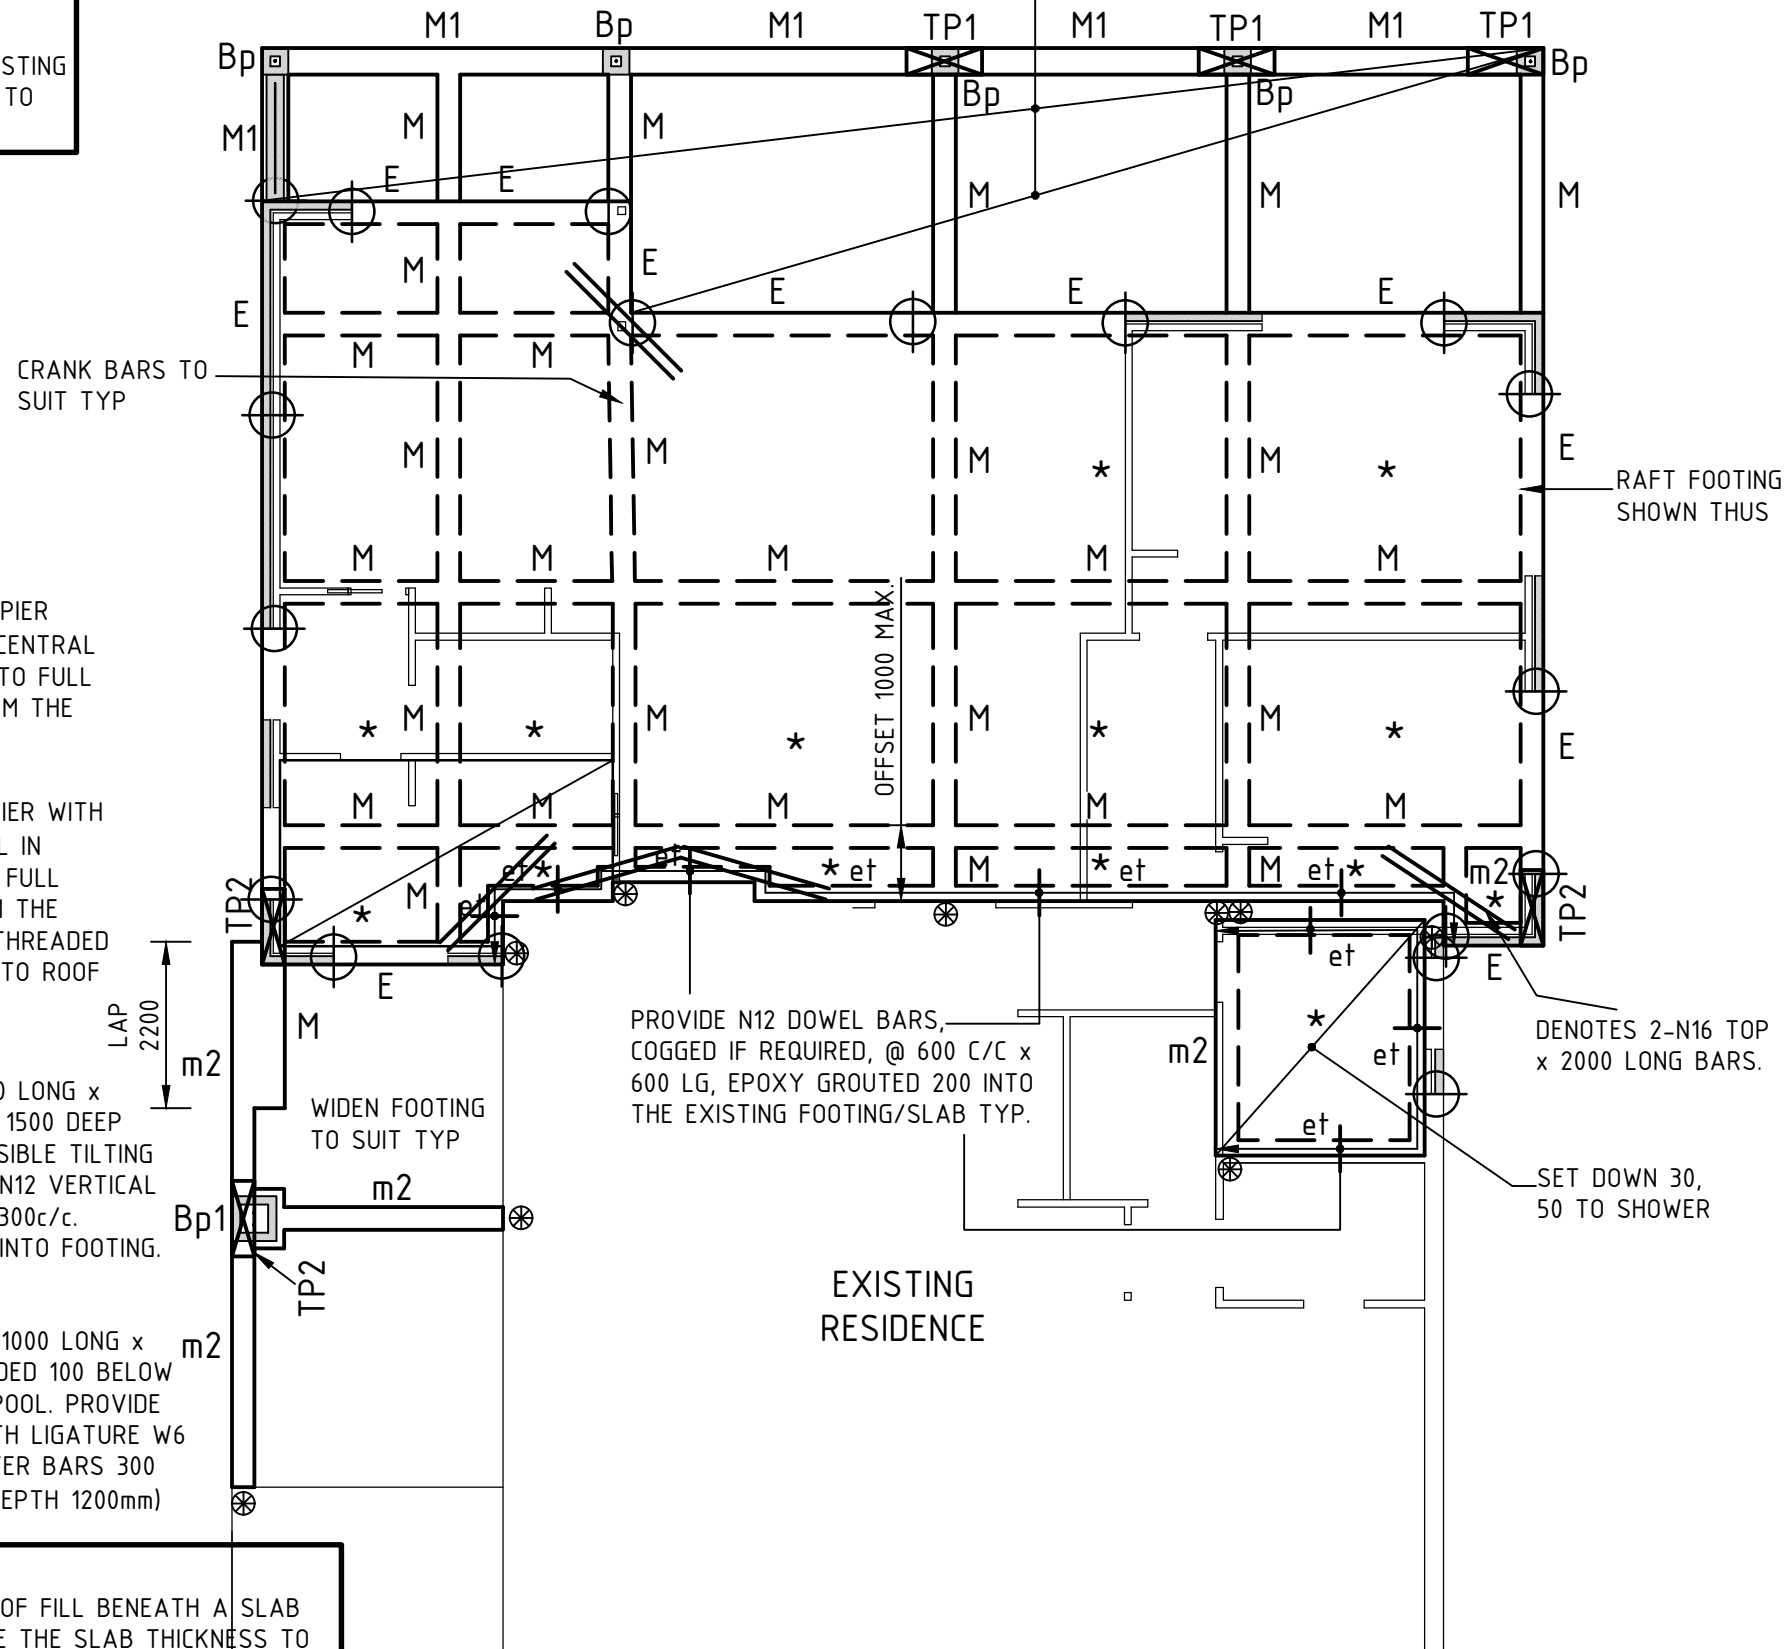 M1 Bp M1 TP1 M1 TP1 M1 TP1
Bp Bp
STING
TO
Bp Bp
M1 M M
E E M M M
M E
E E E E
M M
CRANK BARS TO
SUIT TYP
M M M M
E
* *
RAFT FOOTING
SHOWN THUS
M M M M M
OFFSET 1000 MAX.
PIER
CENTRAL
TO FULL
M THE
M M M M
* * * * *
E
M M M M M
IER WITH
L IN
FULL
M THE
THREADED
TO ROOF
et * et * et M * et M et * m2
TP2 * M et * TP2
E E
LAP
2200
M
m2
WIDEN FOOTING
TO SUIT TYP
PROVIDE N12 DOWEL BARS,
COGGED IF REQUIRED, @ 600 C/C x
600 LG, EPOXY GROUTED 200 INTO
THE EXISTING FOOTING/SLAB TYP.
et
*
m2 et
et
DENOTES 2-N16 TOP
x 2000 LONG BARS.
SET DOWN 30,
50 TO SHOWER
0 LONG x
1500 DEEP
SIBLE TILTING
N12 VERTICAL
300c/c.
INTO FOOTING.
m2
Bp1
TP2
EXISTING
RESIDENCE
m2
1000 LONG x
DED 100 BELOW
POOL. PROVIDE
TH LIGATURE W6
TER BARS 300
EPTH 1200mm)
OF FILL BENEATH A SLAB
E THE SLAB THICKNESS TO